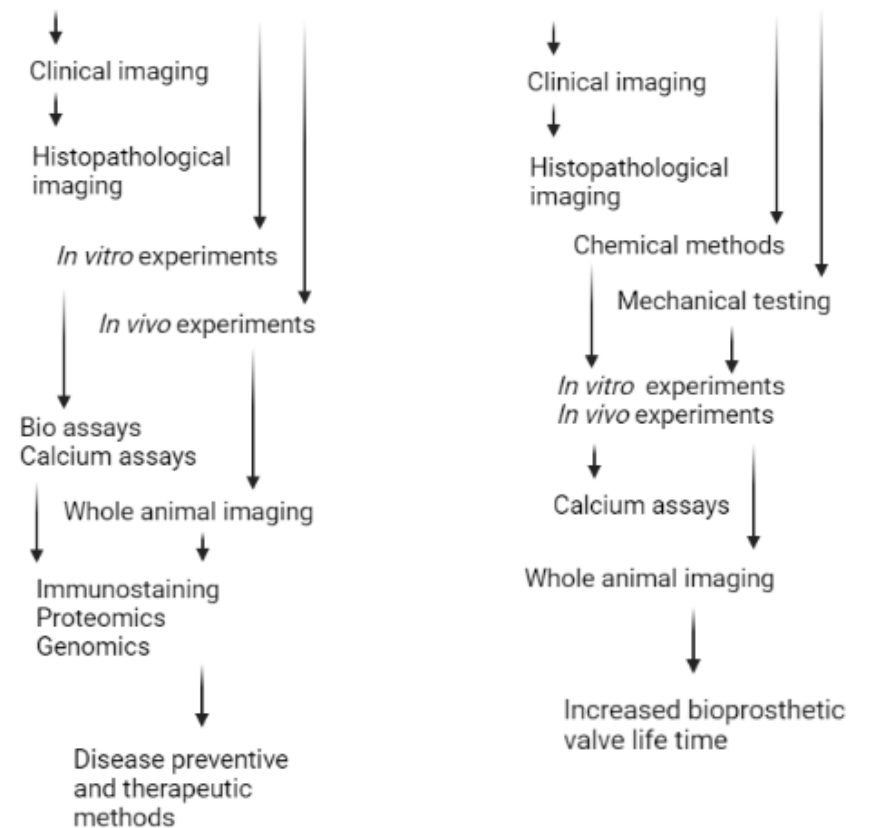 Clinical imaging
Histopathological
imaging
In vitro experiments
In vivo experiments
Bio assays
Calcium assays
Whole animal imaging
Immunostaining
Proteomics
Genomics
Disease preventive
and therapeutic
methods
Clinical imaging
Histopathological
imaging
Chemical methods
Mechanical testing
In vitro experiments
In vivo experiments
Calcium assays
Whole animal imaging
Increased bioprosthetic
valve life time